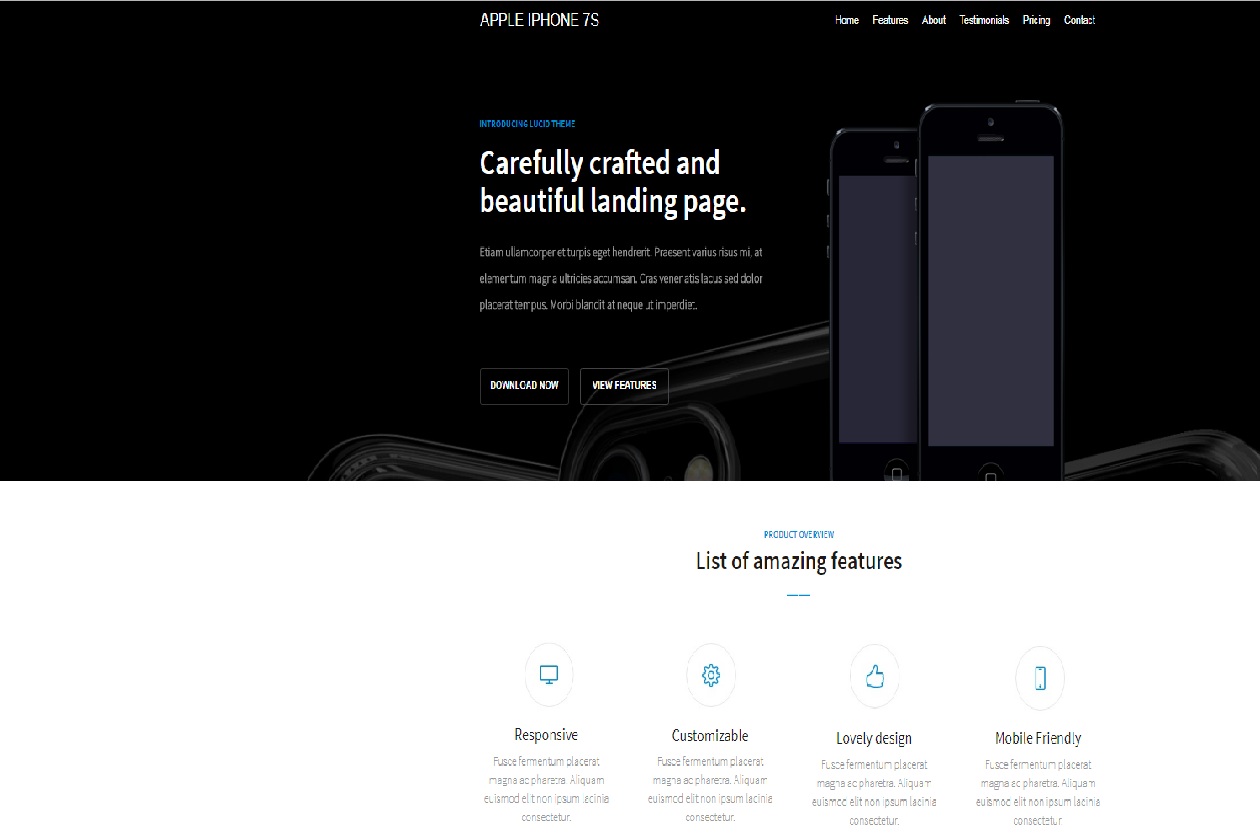 APPLE IPHONE 7S
Home Features About Testimonials Pricing Contact
INTRODUCING LUCID THEME
Carefully crafted and
beautiful landing page.
Etiam ullamcorper et turpis eget hendrerit. Praesent varius risus mi, at
elementum magna ultricies accumsan. Cras venenatis lacus sed dolor
placerat tempus. Morbi blandit at neque ut imperdiet.
DOWNLOAD NOW
VIEW FEATURES
PRODUCT OVERVIEW
List of amazing features
Responsive
Fusce fermentum placerat
magna ac pharetra. Aliquam
euismod elit non ipsum lacinia
consectetur.
Customizable
Fusce fermentum placerat
magna ac pharetra. Aliquam
euismod elit non ipsum lacinia
consectetur.
Lovely design
Fusce fermentum placerat
magna ac pharetra. Aliquam
euismod elit non ipsum lacinia
consectetur.
Mobile Friendly
Fusce fermentum placerat
magna ac pharetra. Aliquam
euismod elit non ipsum lacinia
consectetur.